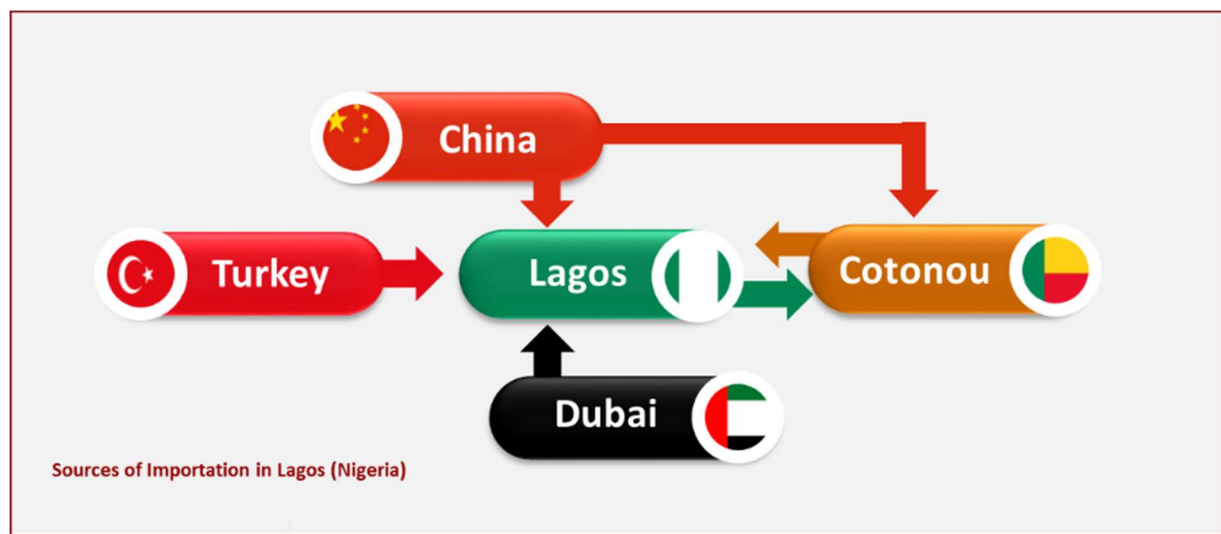 China
Turkey
Lagos
Cotonou
Dubai
Sources of Importation in Lagos (Nigeria)